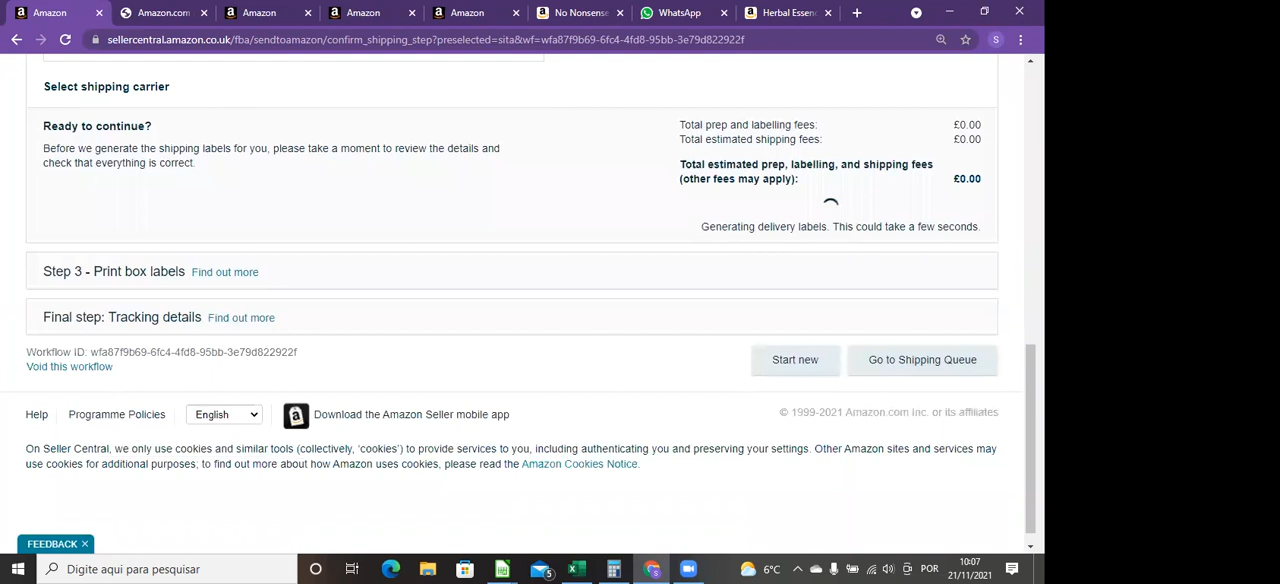 Amazon
Amazon.com
Amazon
Amazon
Amazon
No Nonsense
WhatsApp
Herbal Essenc
sellercentral.amazon.co.uk/fba/sendtoamazon/confirm_shipping_step?preselected=sita&wf=wfa87f9b69-6fc4-4fd8-95bb-3e79d822922f
S
Select shipping carrier
Ready to continue?
Before we generate the shipping labels for you, please take a moment to review the details and
check that everything is correct.
Total prep and labelling fees: £0.00
Total estimated shipping fees: £0.00
Total estimated prep, labelling, and shipping fees
(other fees may apply): £0.00
Generating delivery labels. This could take a few seconds.
Step 3 - Print box labels Find out more
Final step: Tracking details Find out more
Workflow ID: wfa87f9b69-6fc4-4fd8-95bb-3e79d822922f
Void this workflow
Start new
Go to Shipping Queue
Help
Programme Policies
English
Download the Amazon Seller mobile app
© 1999-2021 Amazon.com Inc. or its affiliates
On Seller Central, we only use cookies and similar tools (collectively, 'cookies') to provide services to you, including authenticating you and preserving your settings. Other Amazon sites and services may
use cookies for additional purposes; to find out more about how Amazon uses cookies, please read the Amazon Cookies Notice.
FEEDBACK ×
Digite aqui para pesquisar
5
6°C
POR
10:07
21/11/2021